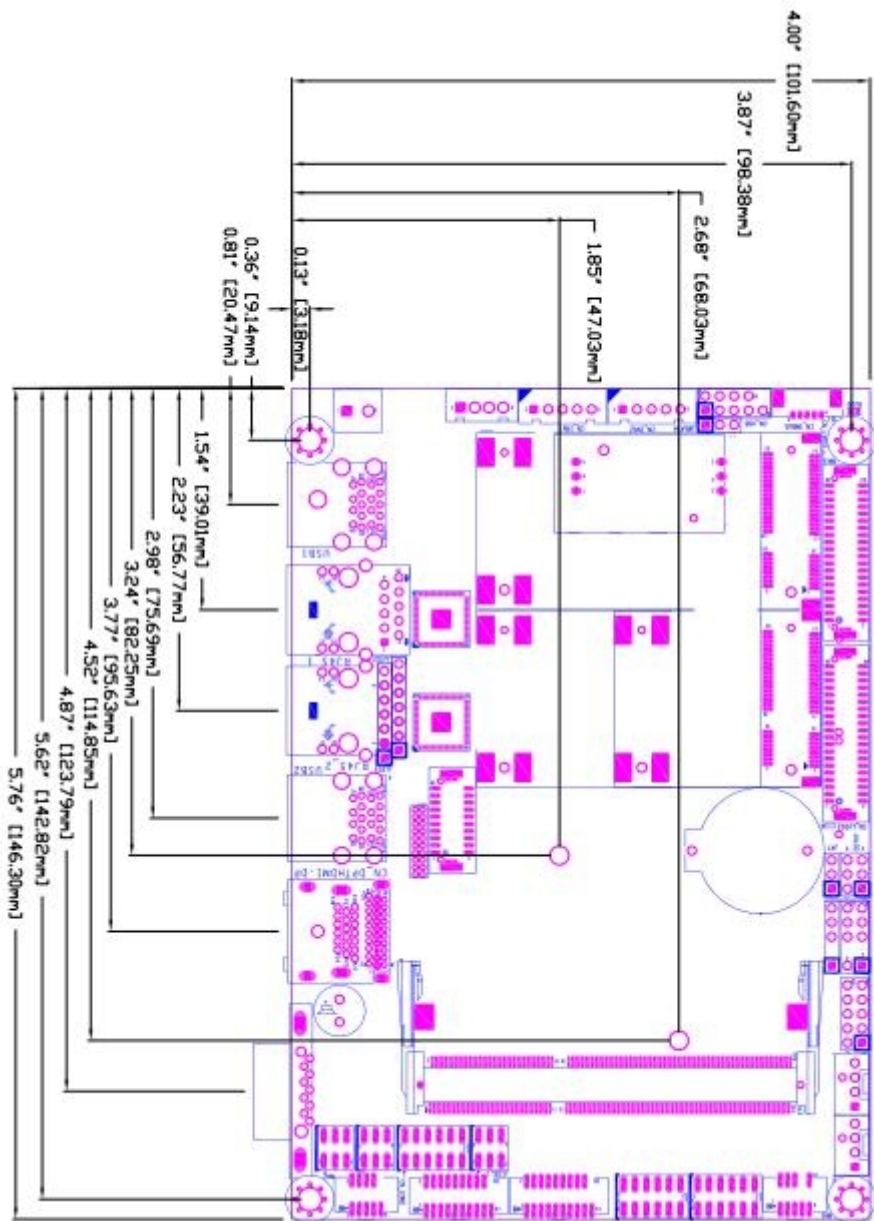 4.00" [101.60mm]
3.87" [98.38mm]
2.68" [68.03mm]
1.85" [47.03mm]
0.13" [3.18mm]
0.36" [9.14mm]
0.81" [20.47mm]
1.54" [39.01mm]
2.23" [56.77mm]
2.98" [75.69mm]
3.24" [82.25mm]
3.77" [95.63mm]
4.52" [114.85mm]
4.87" [123.79mm]
5.62" [142.82mm]
5.76" [146.30mm]
USB1
RJ45_1
RJ45_2
USB2
CN_DPTHDMI-DP